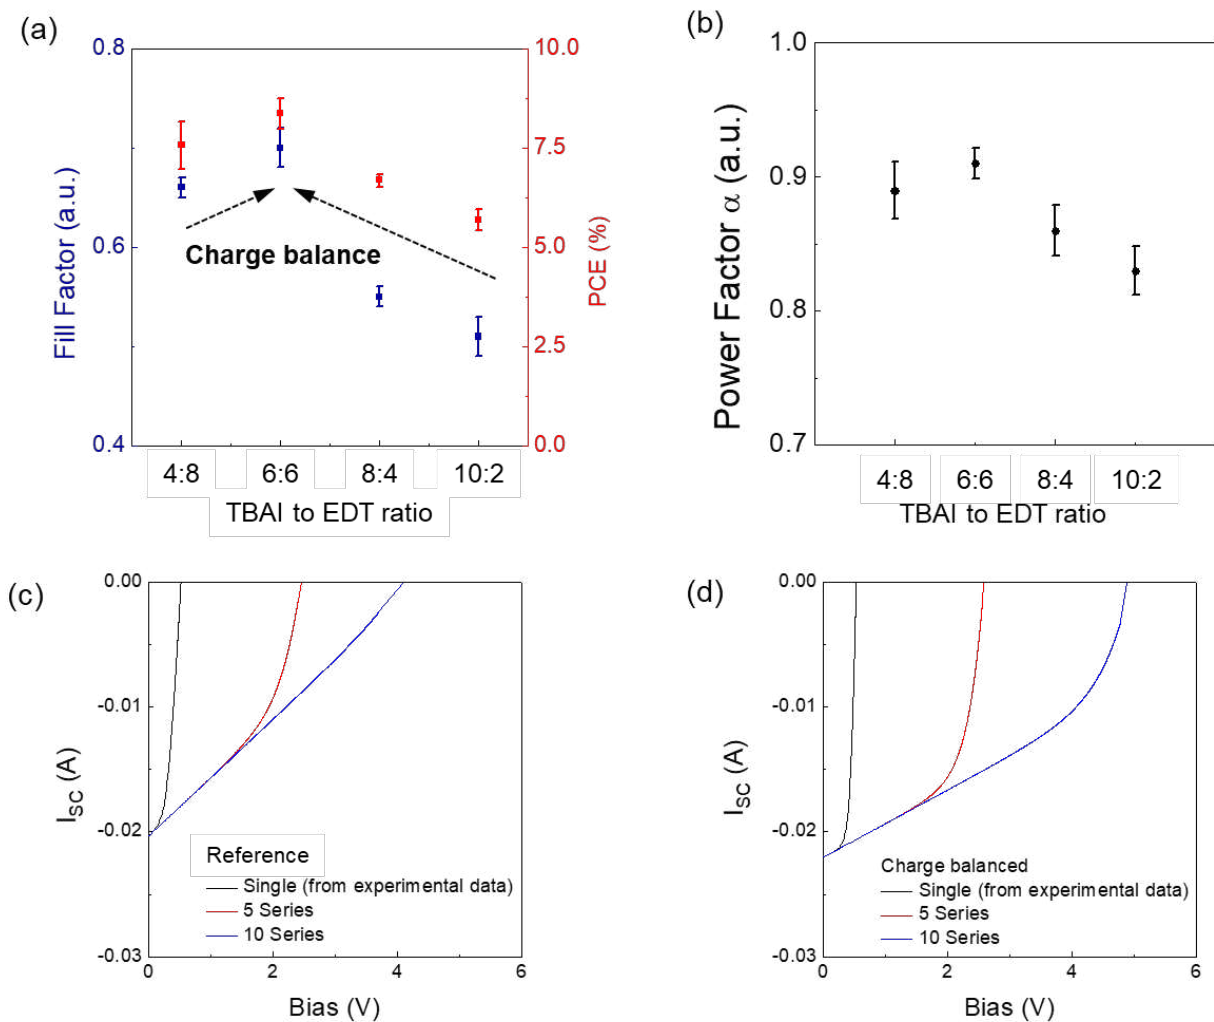 (a)
0.8
0.6
0.4
Fill Factor (a.u.)
10.0
7.5
5.0
2.5
0.0
PCE (%)
Charge balance
4:8
6:6
8:4
10:2
TBAI to EDT ratio
(b)
1.0
0.9
0.8
0.7
Power Factor α (a.u.)
4:8
6:6
8:4
10:2
TBAI to EDT ratio
(c)
0.00
-0.01
-0.02
-0.03
I_SC (A)
Reference
Single (from experimental data)
5 Series
10 Series
0
2
4
6
Bias (V)
(d)
0.00
-0.01
-0.02
-0.03
I_SC (A)
Charge balanced
Single (from experimental data)
5 Series
10 Series
0
2
4
6
Bias (V)